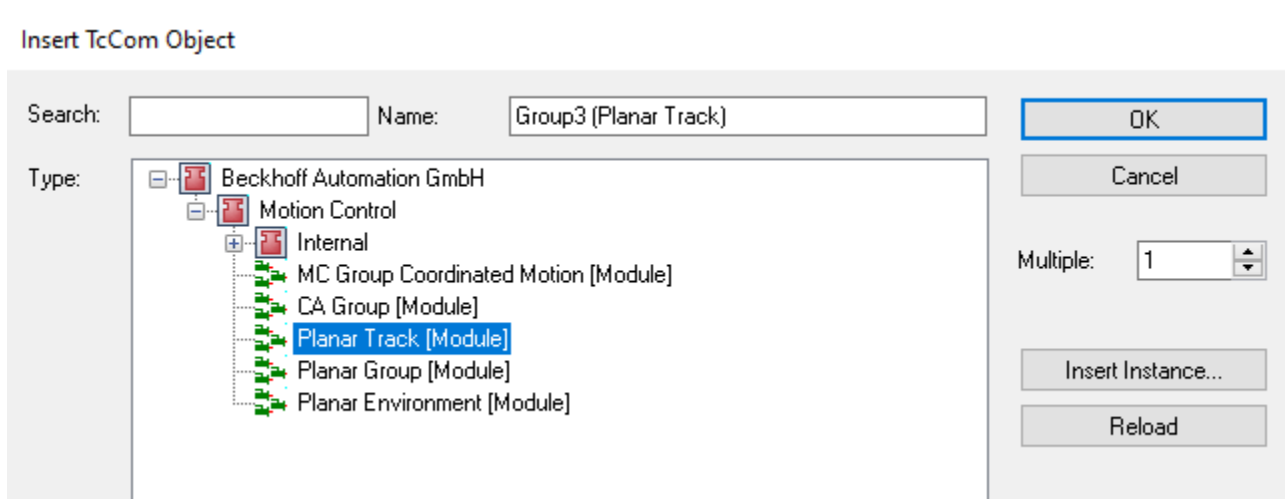 Insert TcCom Object
Search:
Name:
Group3 (Planar Track)
OK
Type:
Beckhoff Automation GmbH
Cancel
Motion Control
Internal
Multiple:
1
MC Group Coordinated Motion [Module]
CA Group [Module]
Planar Track [Module]
Planar Group [Module]
Insert Instance...
Planar Environment [Module]
Reload